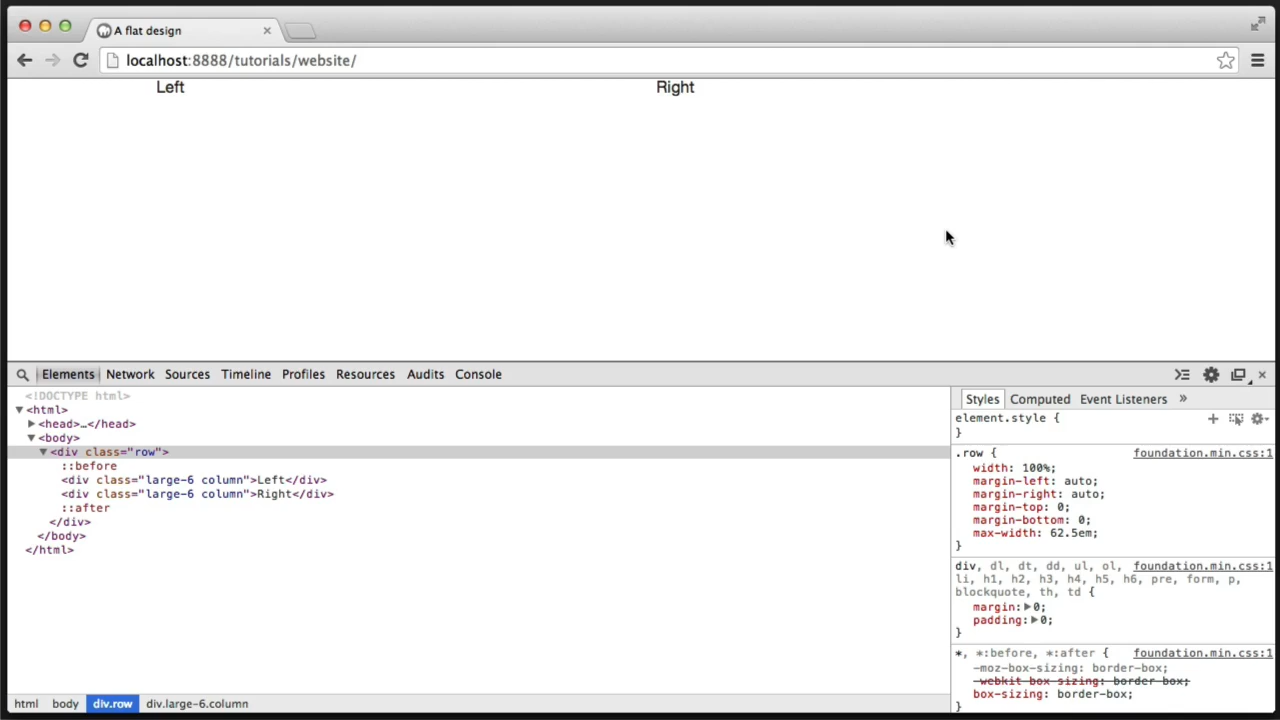 A flat design
localhost:8888/tutorials/website/
Left Right
Elements Network Sources Timeline Profiles Resources Audits Console
<!DOCTYPE html>
<html>
<head>…</head>
<body>
<div class="row">
::before
<div class="large-6 column">Left</div>
<div class="large-6 column">Right</div>
::after
</div>
</body>
</html>
Styles Computed Event Listeners »
element.style {
}
.row { foundation.min.css:1
width: 100%;
margin-left: auto;
margin-right: auto;
margin-top: 0;
margin-bottom: 0;
max-width: 62.5em;
}
div, dl, dt, dd, ul, ol, foundation.min.css:1
li, h1, h2, h3, h4, h5, h6, pre, form, p,
blockquote, th, td {
margin: 0;
padding: 0;
}
*, *:before, *:after { foundation.min.css:1
-moz-box-sizing: border-box;
-webkit-box-sizing: border-box;
box-sizing: border-box;
}
html body div.row div.large-6.column